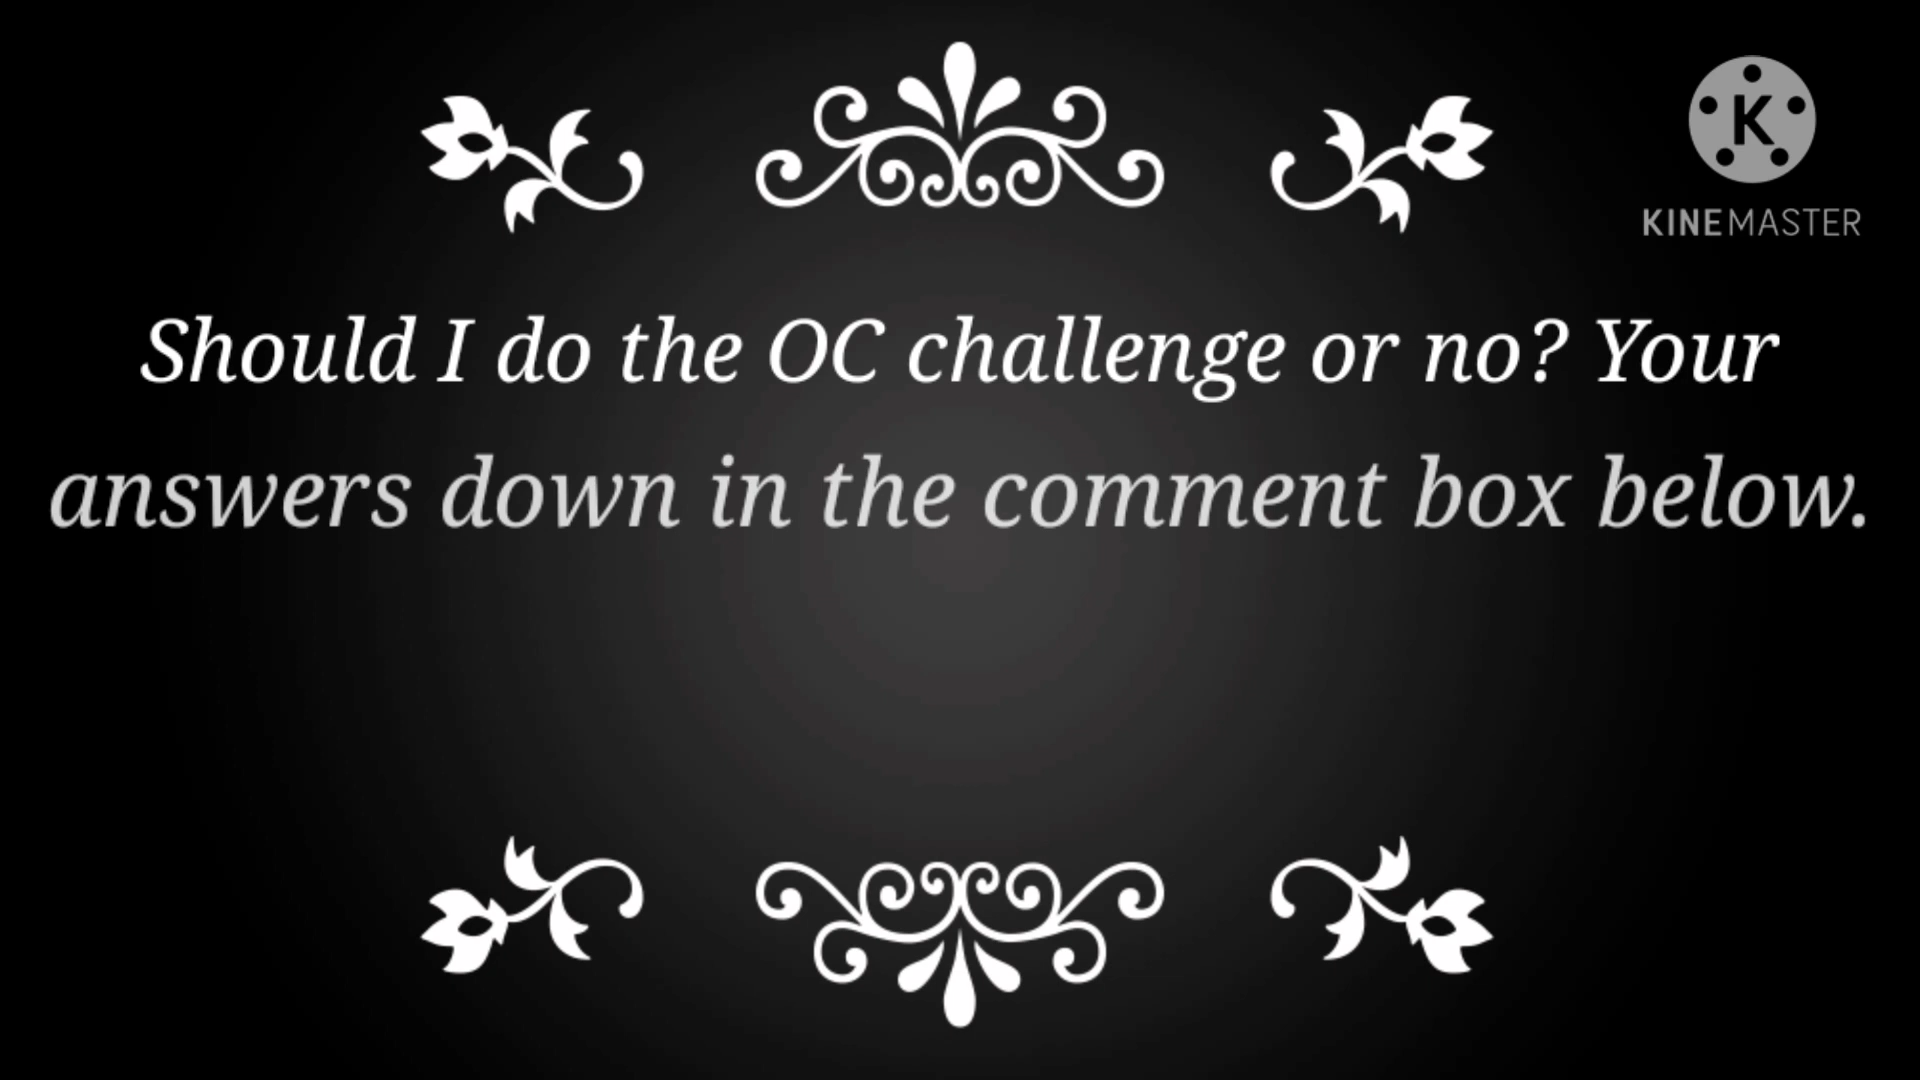 K
KINEMASTER
Should I do the OC challenge or no? Your
answers down in the comment box below.